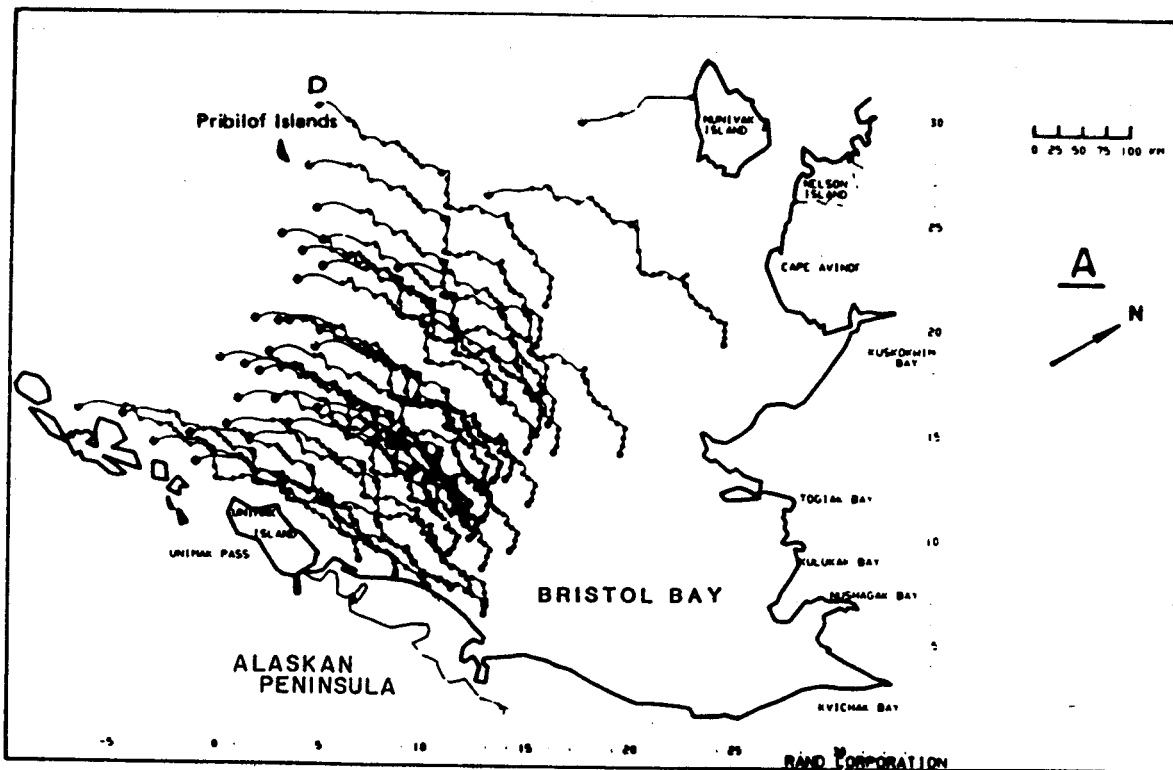 D
Pribilof Islands
NUNIVAK
ISLAND
30
0 25 50 75 100 KM
NELSON
ISLAND
25
CAPE AVINOF
A
N
20
KUSKOKWIM
BAY
15
TOGIAK BAY
UNIMAK
ISLAND
UNIMAK PASS
10
KULUKAK BAY
BRISTOL BAY
NUSHAGAK BAY
5
ALASKAN
PENINSULA
KVICHAK BAY
-5 0 5 10 15 20 25 30
RAND CORPORATION